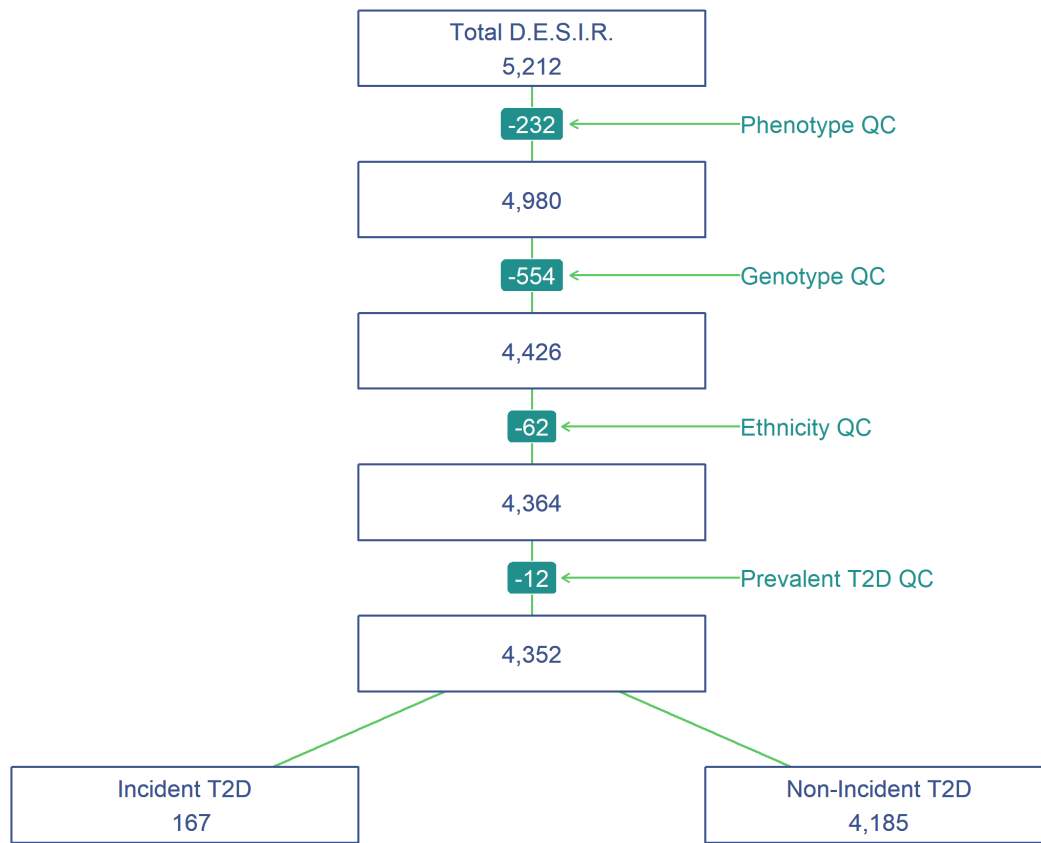 Total D.E.S.I.R.
5,212
-232
Phenotype QC
4,980
-554
Genotype QC
4,426
-62
Ethnicity QC
4,364
-12
Prevalent T2D QC
4,352
Incident T2D
167
Non-Incident T2D
4,185